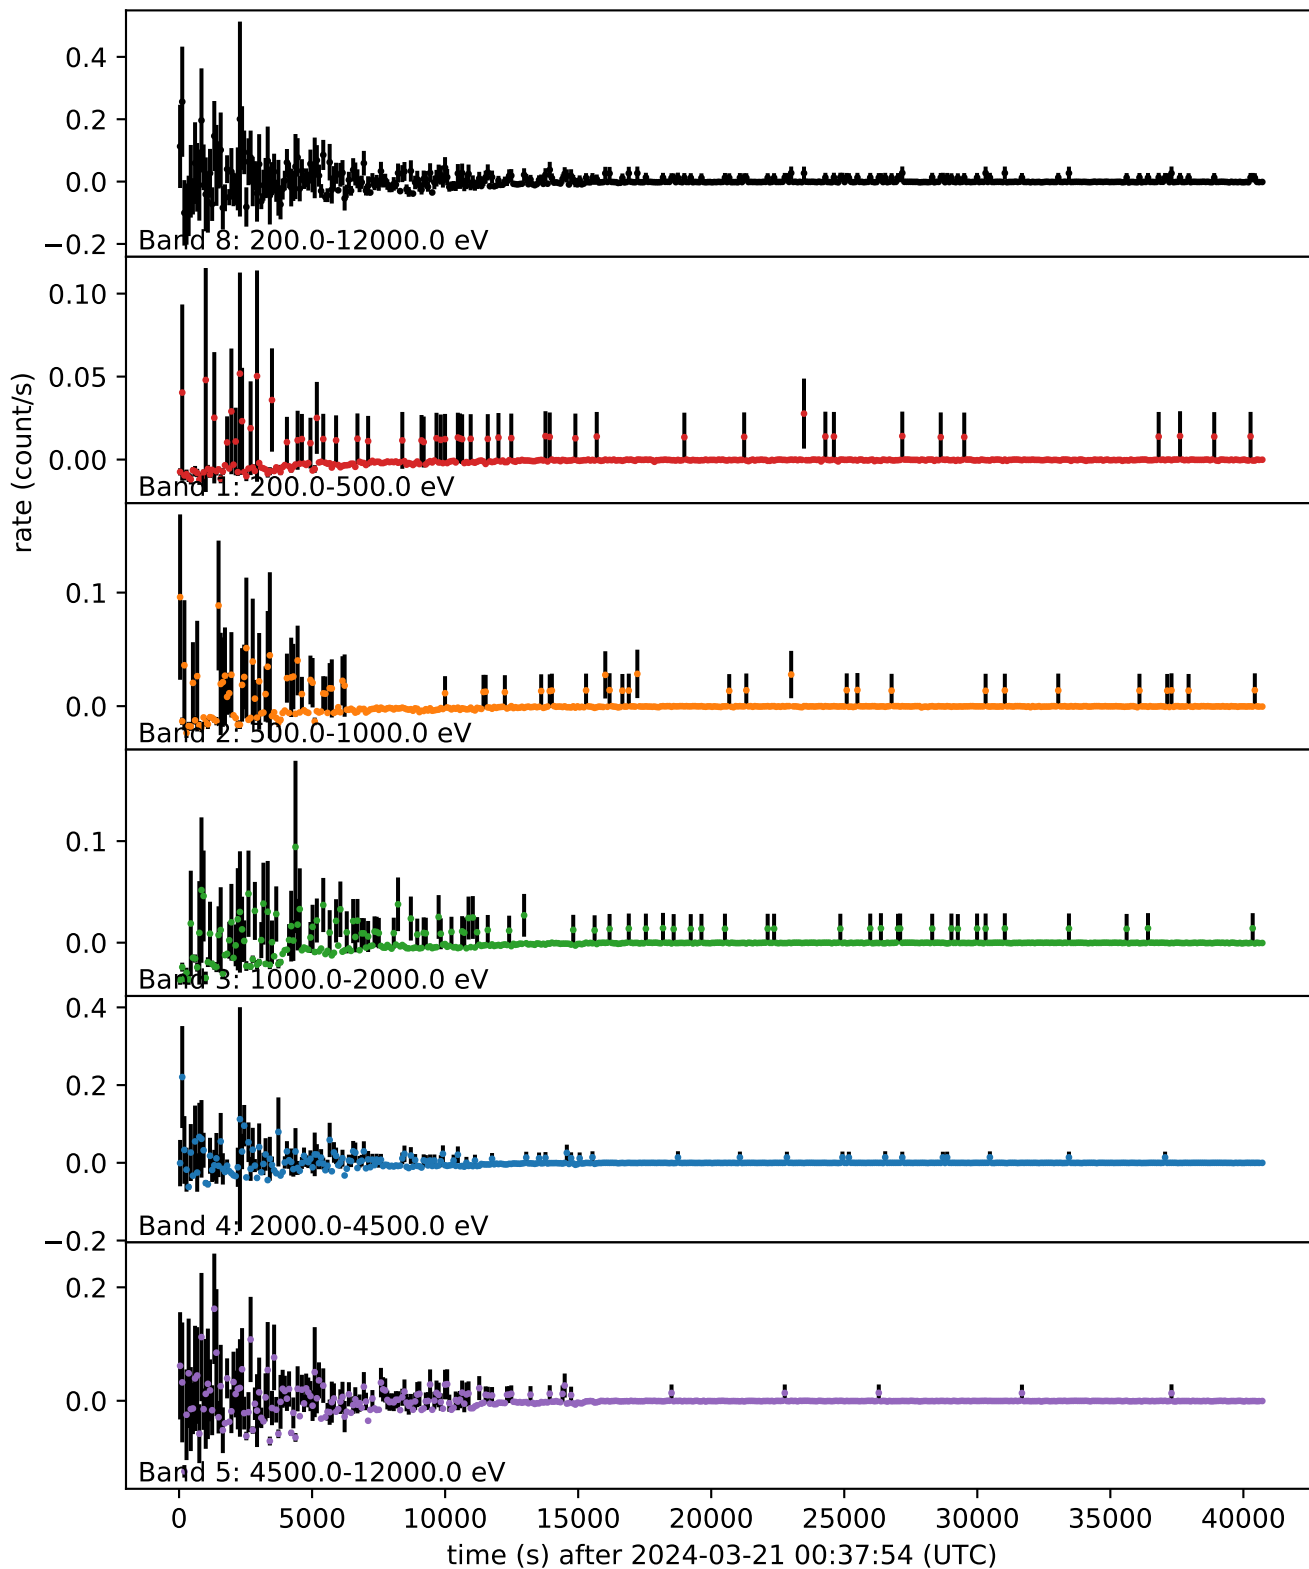 0.4
0.2
0.0
−0.2
Band 8: 200.0-12000.0 eV
0.10
0.05
0.00
Band 1: 200.0-500.0 eV
rate (count/s)
0.1
0.0
Band 2: 500.0-1000.0 eV
0.1
0.0
Band 3: 1000.0-2000.0 eV
0.4
0.2
0.0
−0.2
Band 4: 2000.0-4500.0 eV
0.2
0.0
Band 5: 4500.0-12000.0 eV
0 5000 10000 15000 20000 25000 30000 35000 40000
time (s) after 2024-03-21 00:37:54 (UTC)